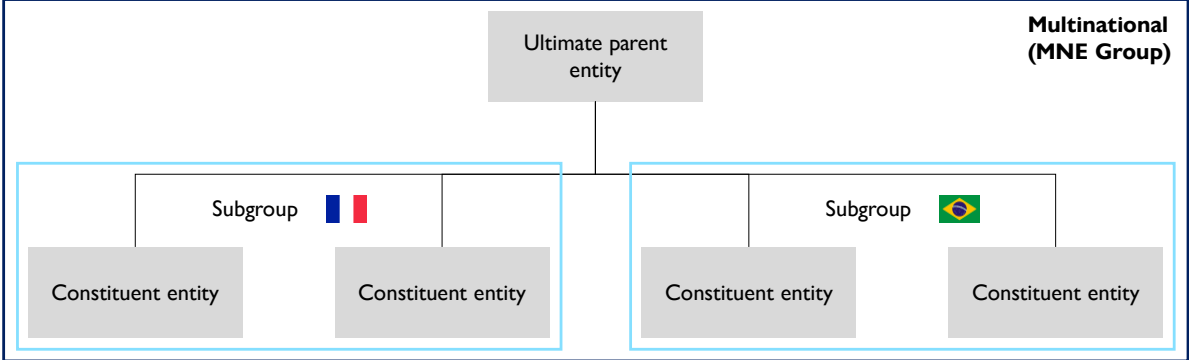 Multinational
(MNE Group)
Ultimate parent
entity
Subgroup
Subgroup
Constituent entity
Constituent entity
Constituent entity
Constituent entity